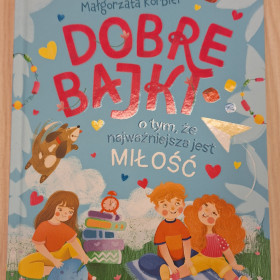 Małgorzata Korbiel
DOBRE
BAJKI
o tym, że
najważniejsza jest
MIŁOŚĆ